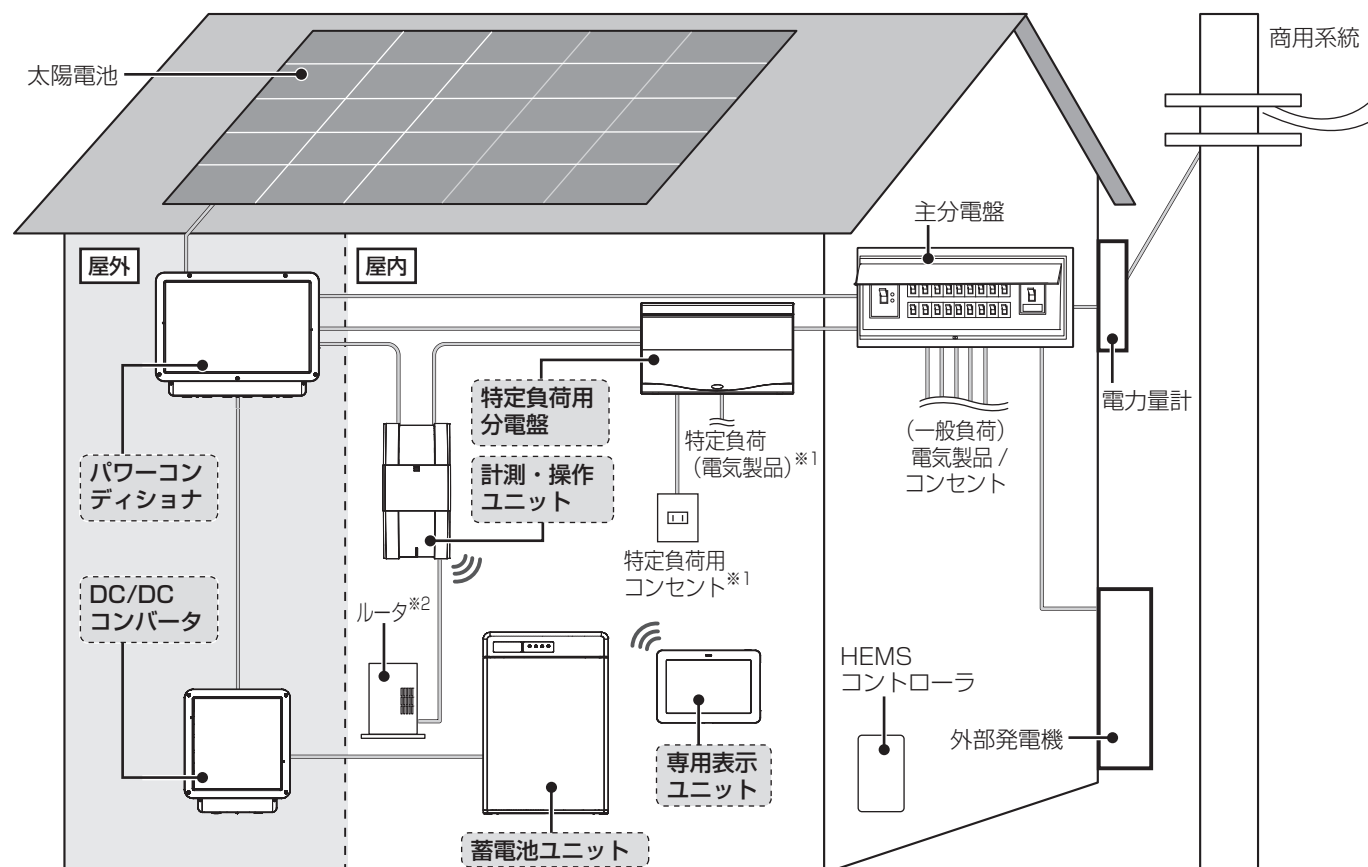 商用系統
太陽電池
主分電盤
屋外
屋内
電力量計
特定負荷用
分電盤
特定負荷
（電気製品）※1
（一般負荷）
電気製品 /
コンセント
パワーコン
ディショナ
計測・操作
ユニット
特定負荷用
コンセント※1
DC/DC
コンバータ
ルータ※2
HEMS
コントローラ
外部発電機
専用表示
ユニット
蓄電池ユニット